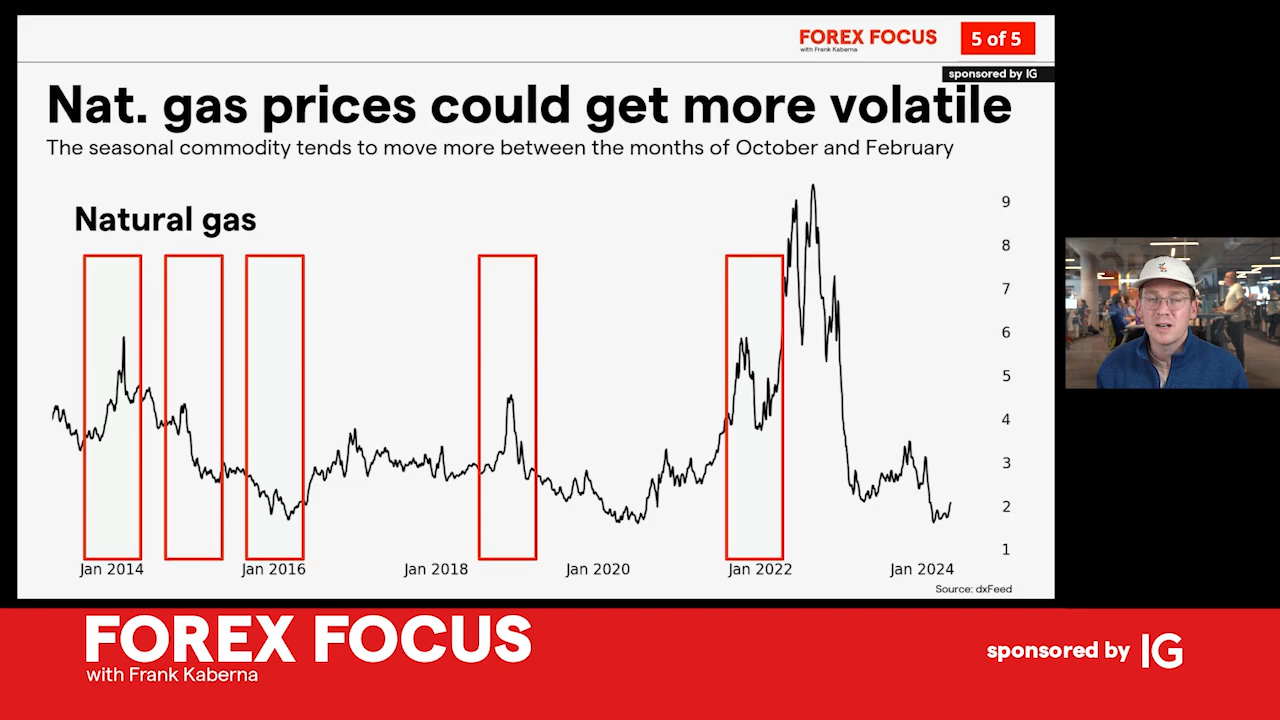 FOREX FOCUS
with Frank Kaberna
5 of 5
sponsored by IG
Nat. gas prices could get more volatile
The seasonal commodity tends to move more between the months of October and February
Natural gas
9
8
7
6
5
4
3
2
1
Jan 2014 Jan 2016 Jan 2018 Jan 2020 Jan 2022 Jan 2024
Source: dxFeed
FOREX FOCUS
with Frank Kaberna
sponsored by IG